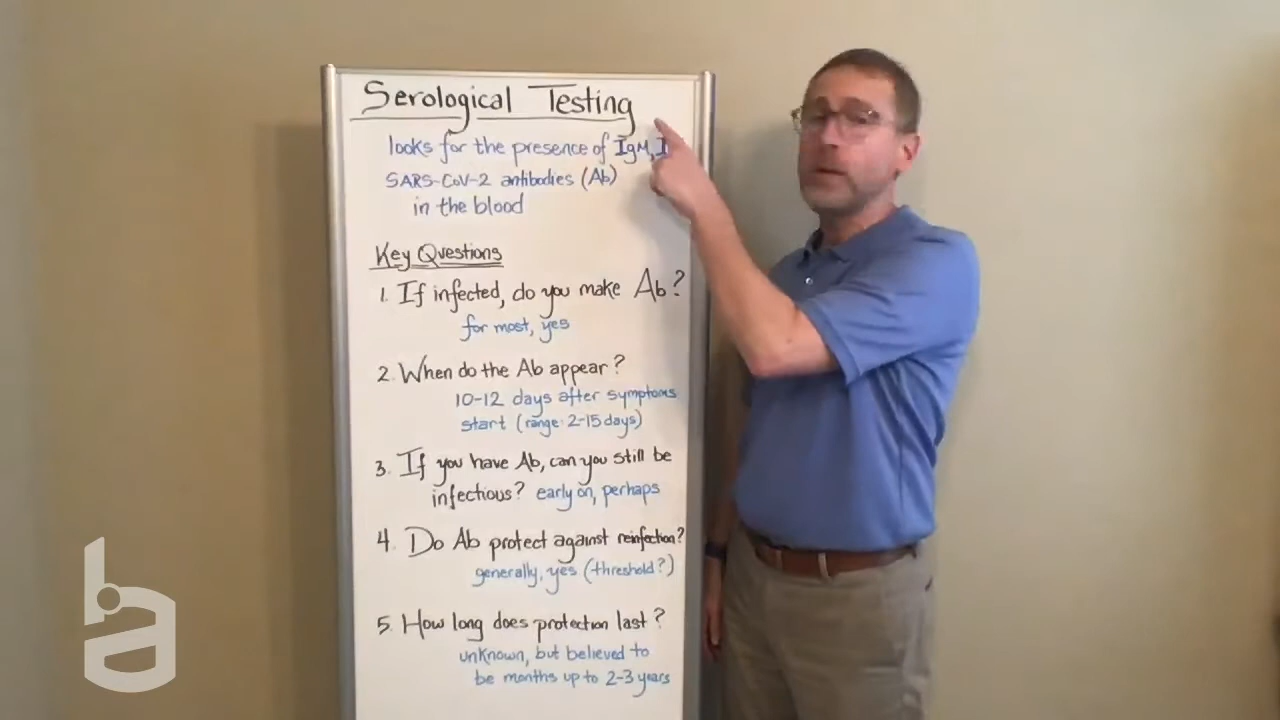 Serological Testing
looks for the presence of IgM,
SARS-CoV-2 antibodies (Ab)
in the blood
Key Questions
1. If infected, do you make Ab?
for most, yes
2. When do the Ab appear?
10-12 days after symptoms
start (range: 2-15 days)
3. If you have Ab, can you still be
infectious? early on, perhaps
4. Do Ab protect against reinfection?
generally, yes (threshold?)
5. How long does protection last?
unknown, but believed to
be months up to 2-3 years
ba